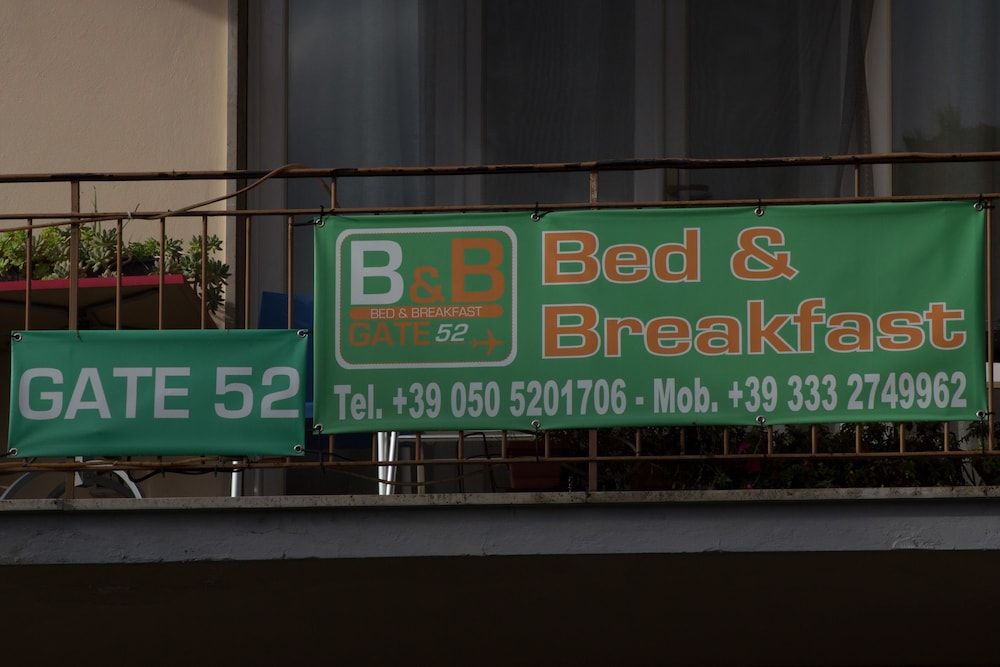 GATE 52
B&B
BED & BREAKFAST
GATE 52
Bed &
Breakfast
Tel. +39 050 5201706 - Mob. +39 333 2749962